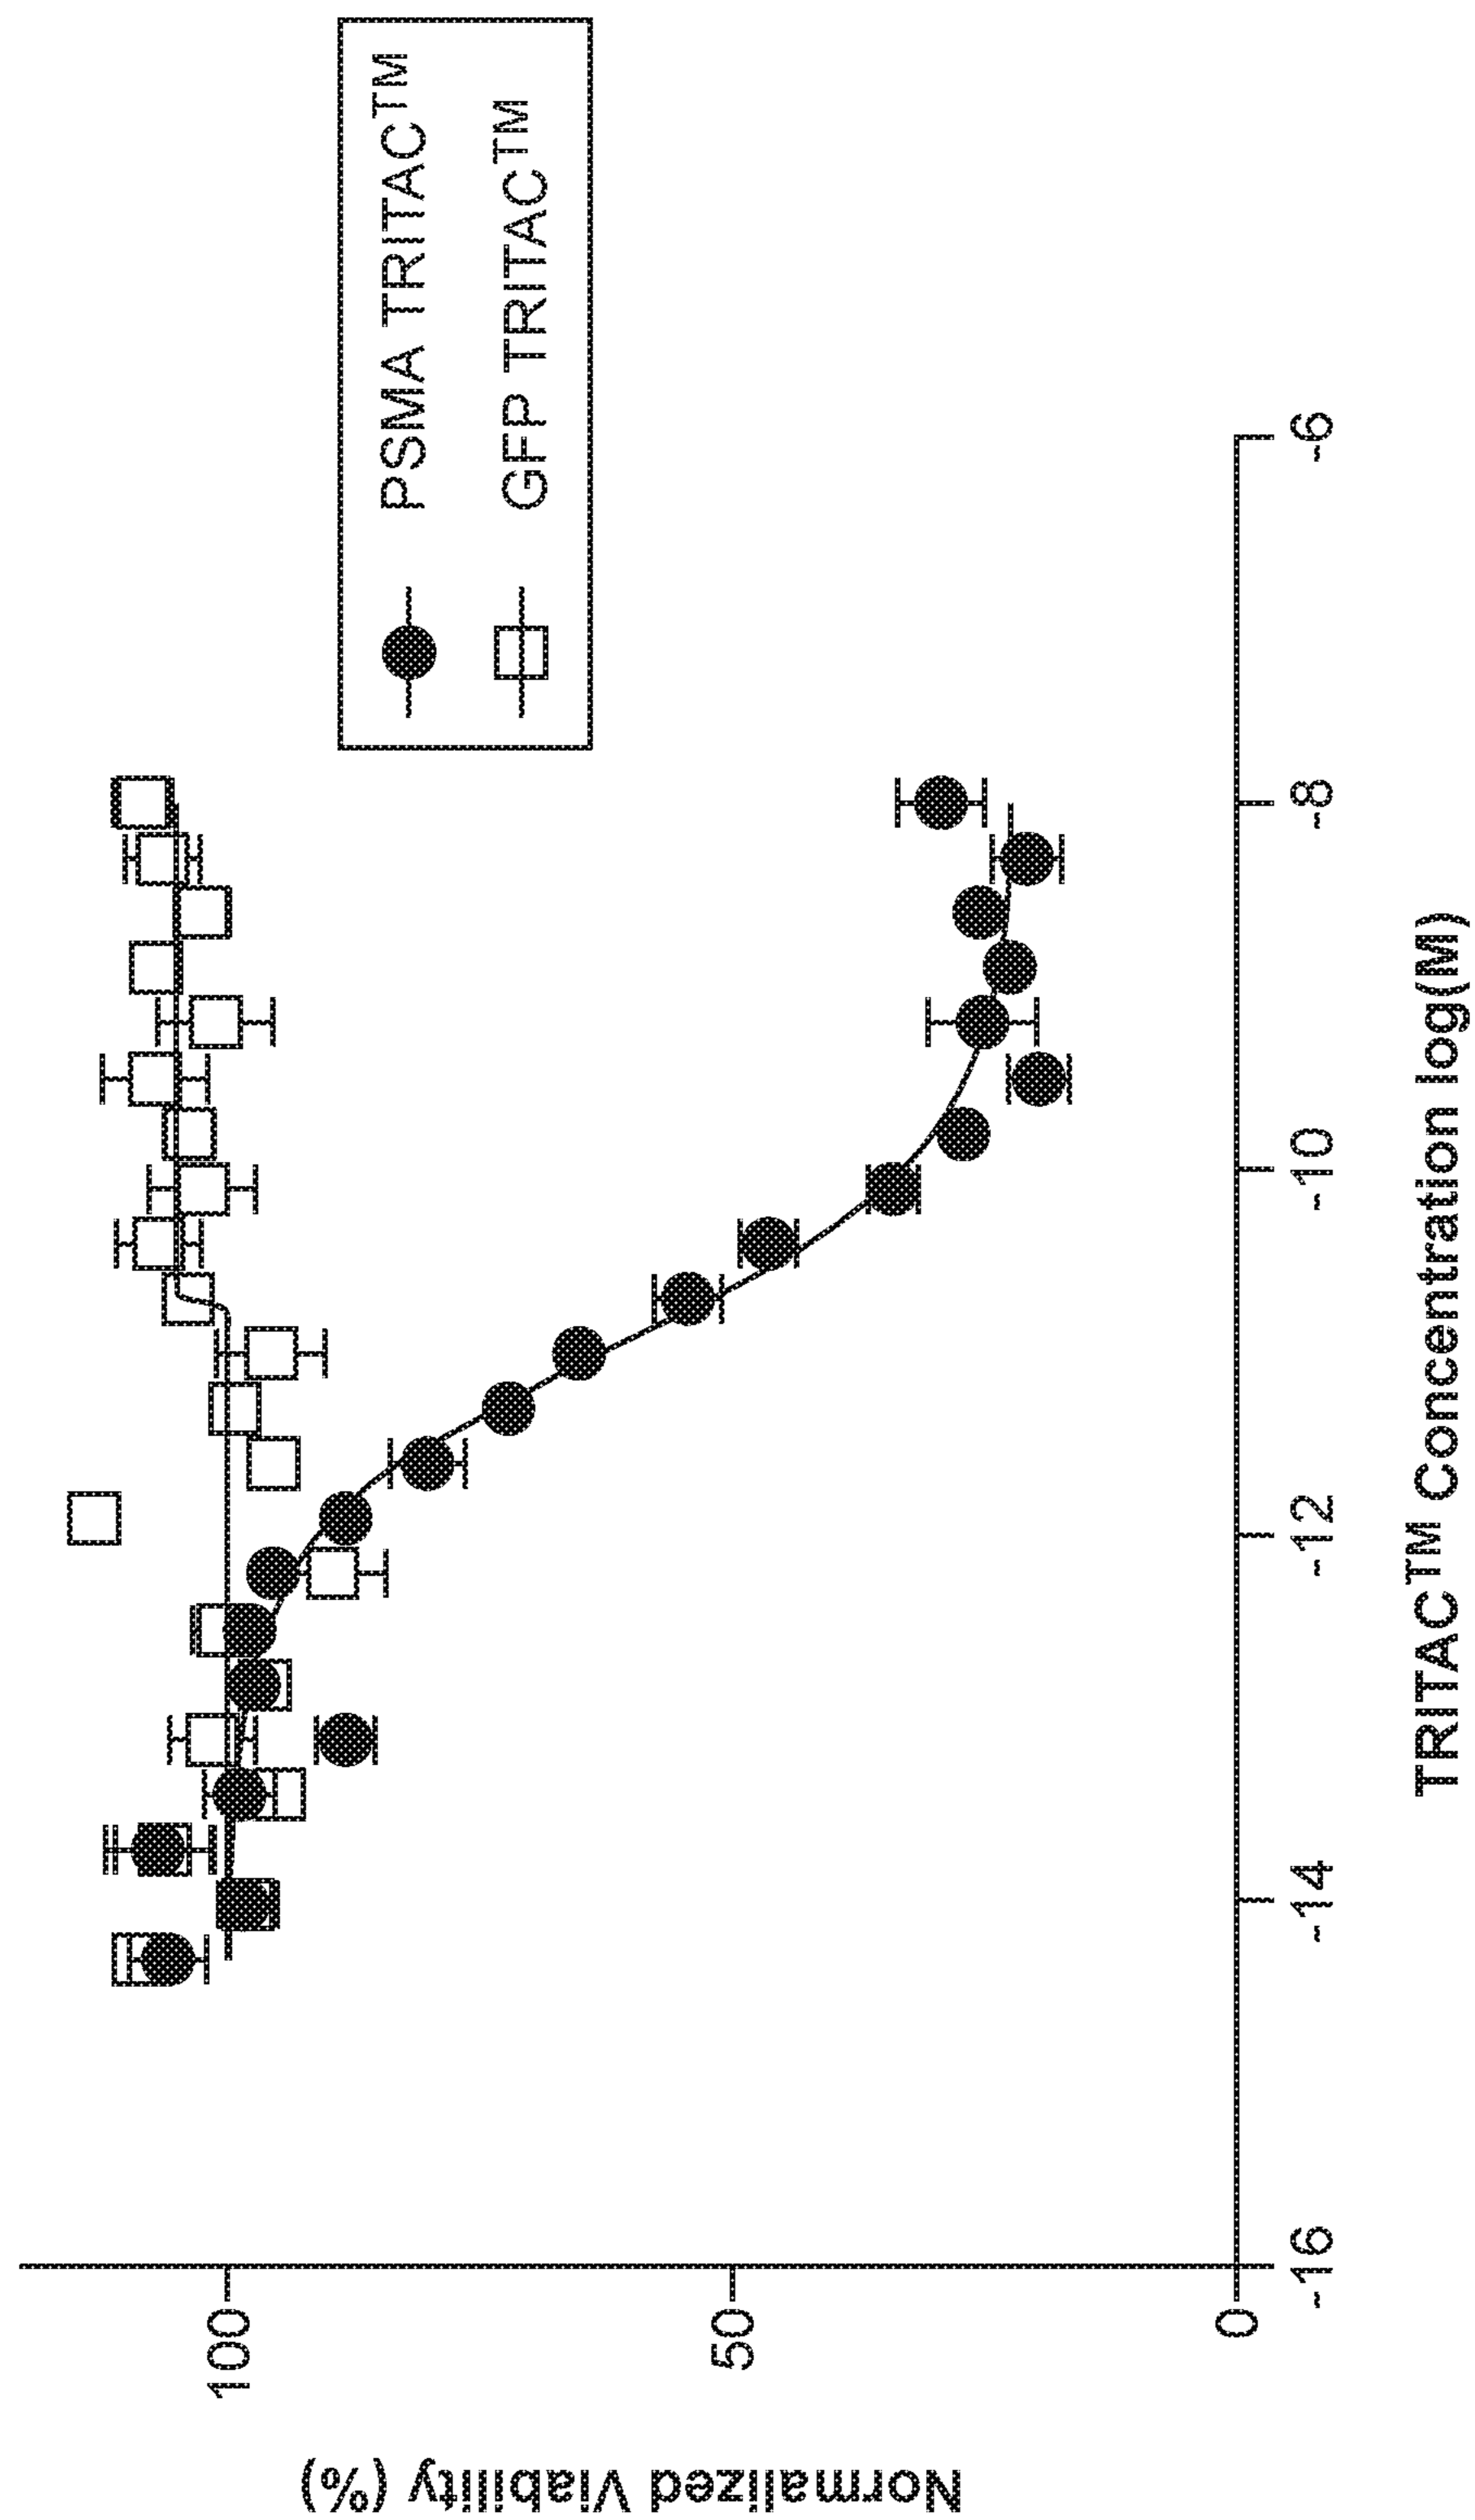 Normalized Viability (%)
100
50
0
-16
-14
-12
-10
-8
-6
TRITAC™ Concentration log(M)
PSMA TRITAC™
GFP TRITAC™